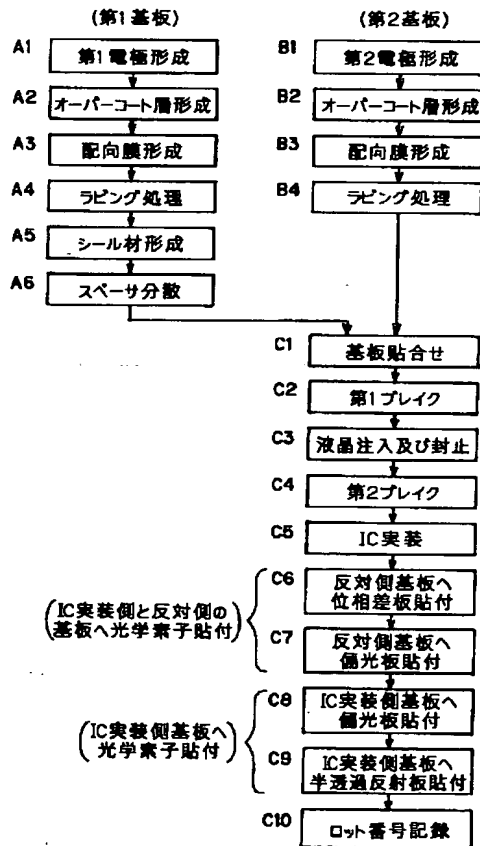 (第1基板)
A1 第1電極形成
A2 オーバーコート層形成
A3 配向膜形成
A4 ラビング処理
A5 シール材形成
A6 スペーサ分散
(第2基板)
B1 第2電極形成
B2 オーバーコート層形成
B3 配向膜形成
B4 ラビング処理
C1 基板貼合せ
C2 第1ブレイク
C3 液晶注入及び封止
C4 第2ブレイク
C5 IC実装
(IC実装側と反対側の
基板へ光学素子貼付)
C6 反対側基板へ
位相差板貼付
C7 反対側基板へ
偏光板貼付
(IC実装側基板へ
光学素子貼付)
C8 IC実装側基板へ
偏光板貼付
C9 IC実装側基板へ
半透過反射板貼付
C10 ロット番号記録